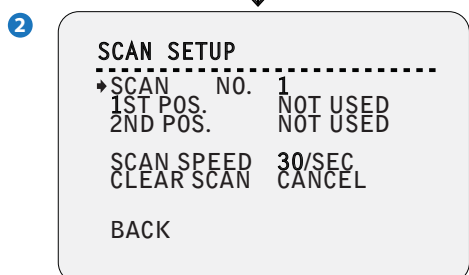 2
SCAN SETUP
SCAN NO. 1
1ST POS. NOT USED
2ND POS. NOT USED
SCAN SPEED 30/SEC
CLEAR SCAN CANCEL
BACK